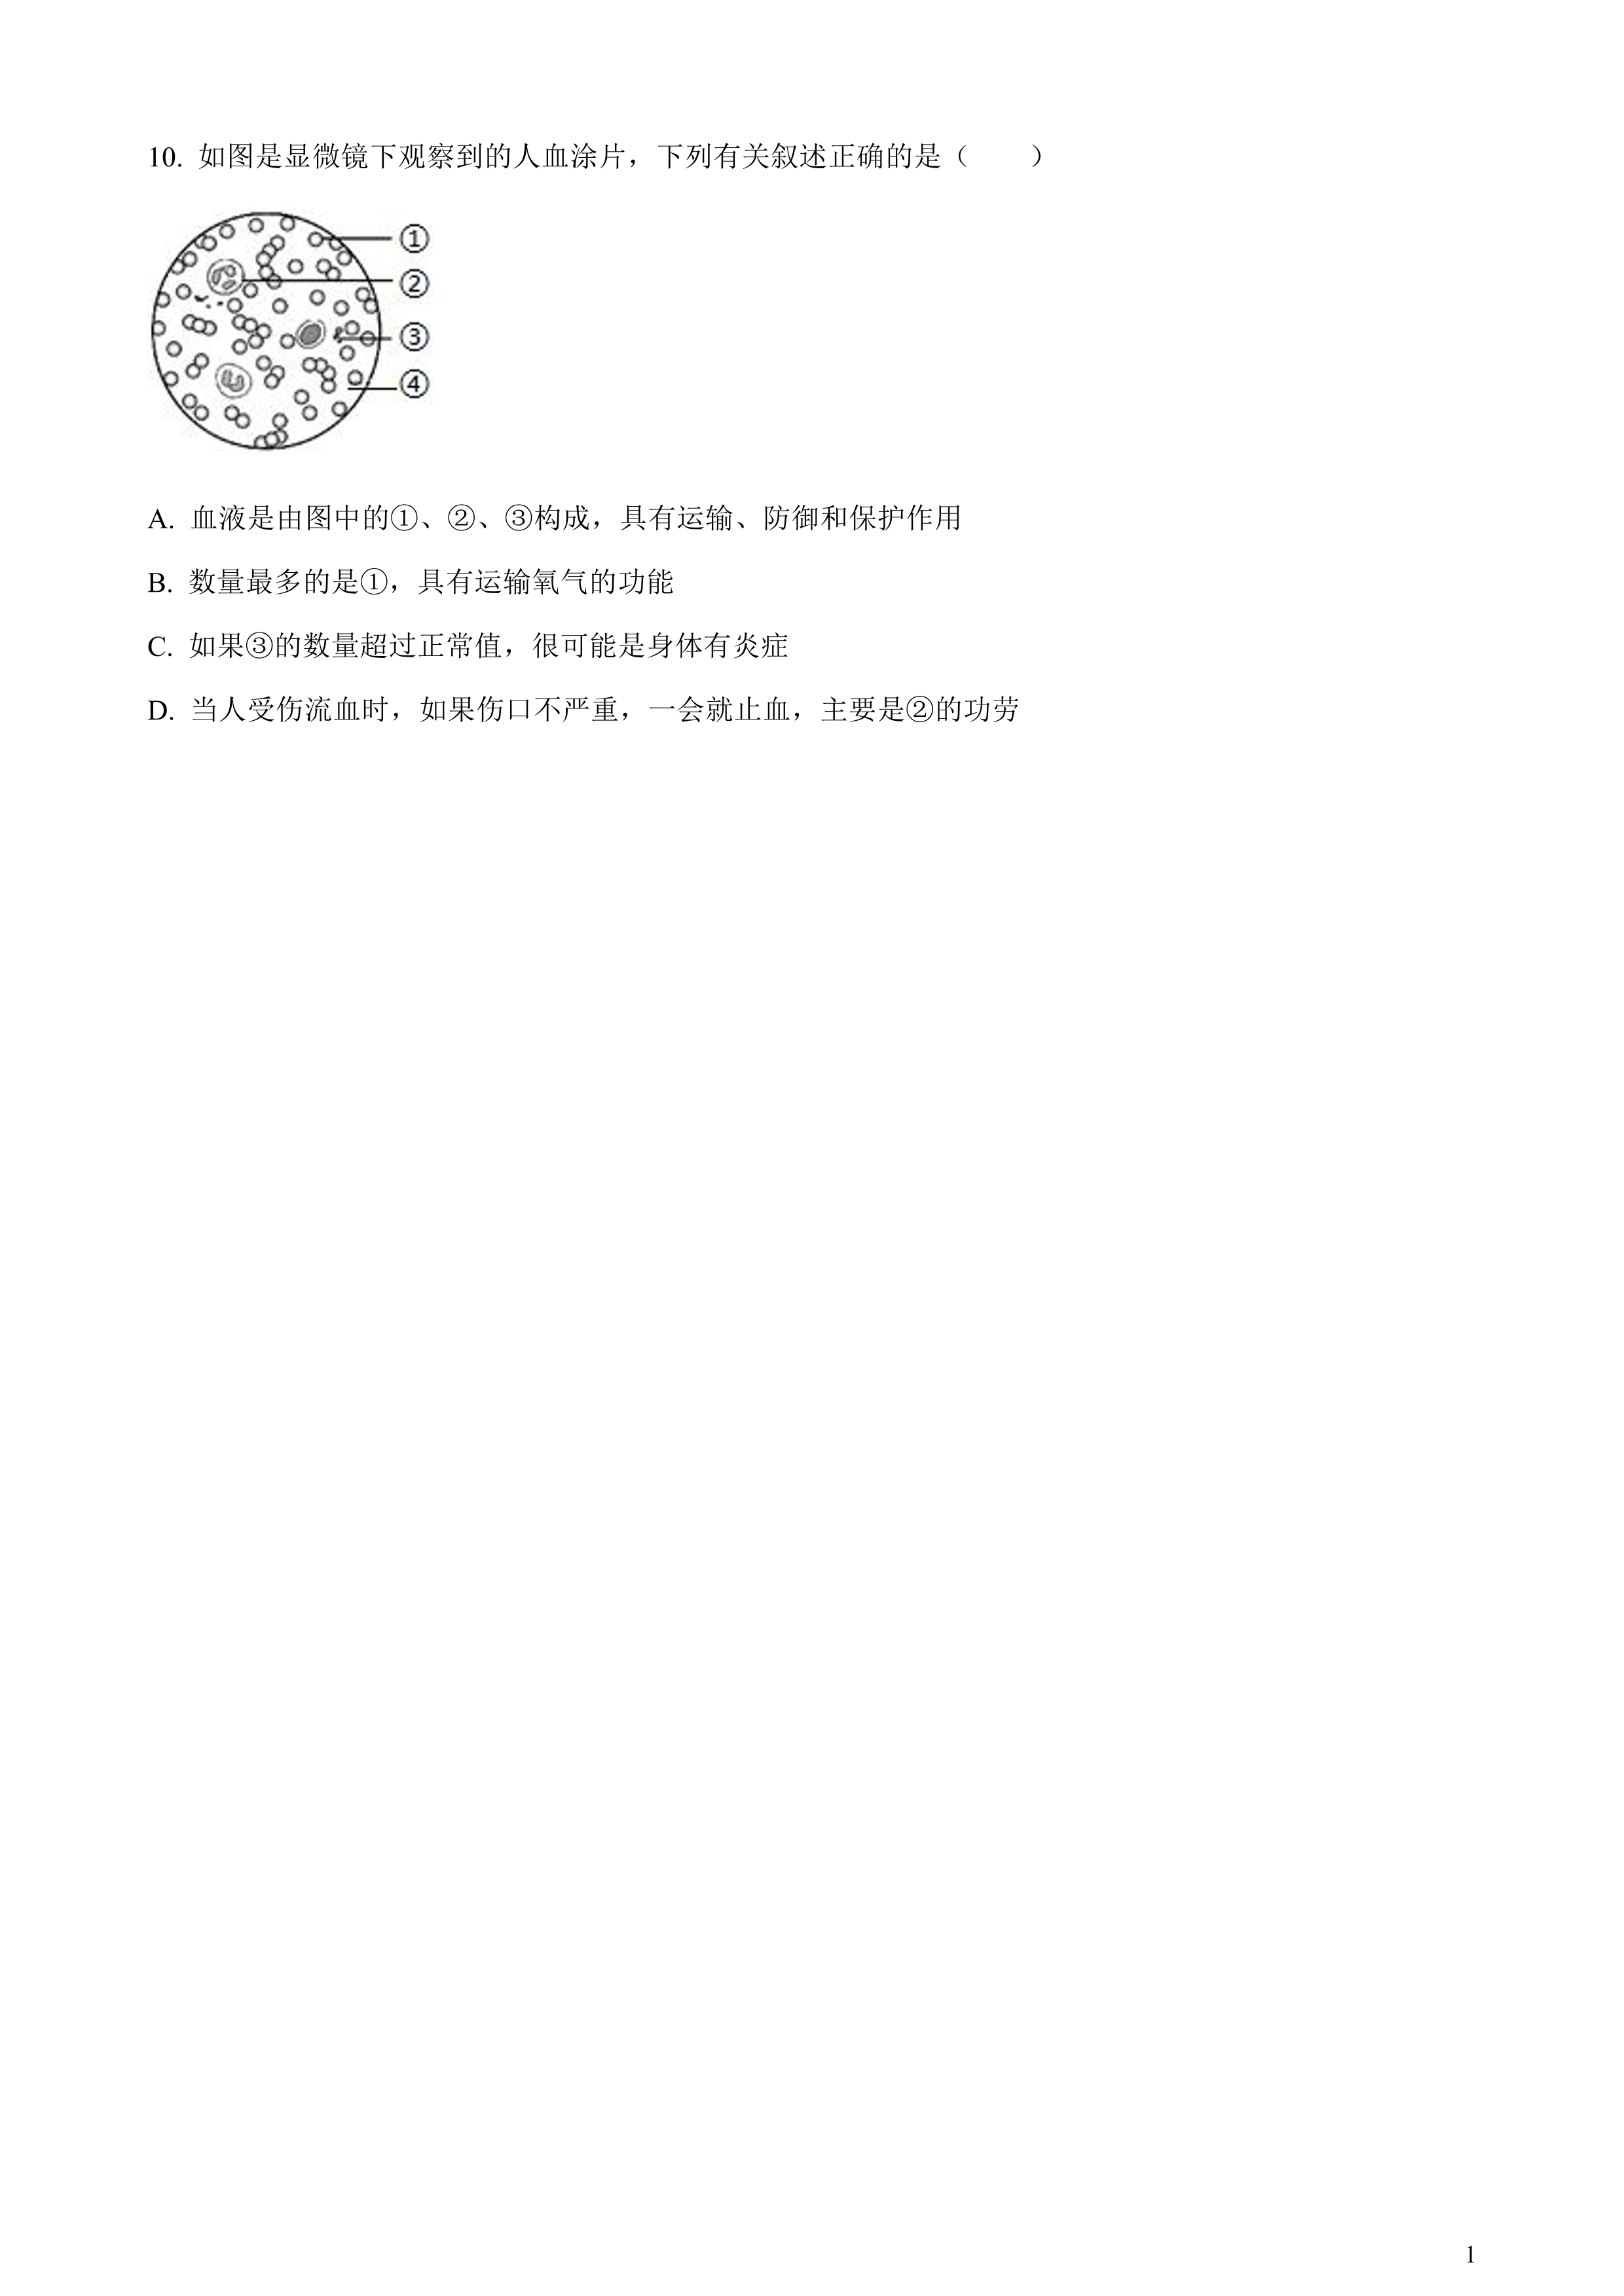 10. 如图是显微镜下观察到的人血涂片，下列有关叙述正确的是（　　）
①
②
③
④
A. 血液是由图中的①、②、③构成，具有运输、防御和保护作用
B. 数量最多的是①，具有运输氧气的功能
C. 如果③的数量超过正常值，很可能是身体有炎症
D. 当人受伤流血时，如果伤口不严重，一会就止血，主要是②的功劳
1